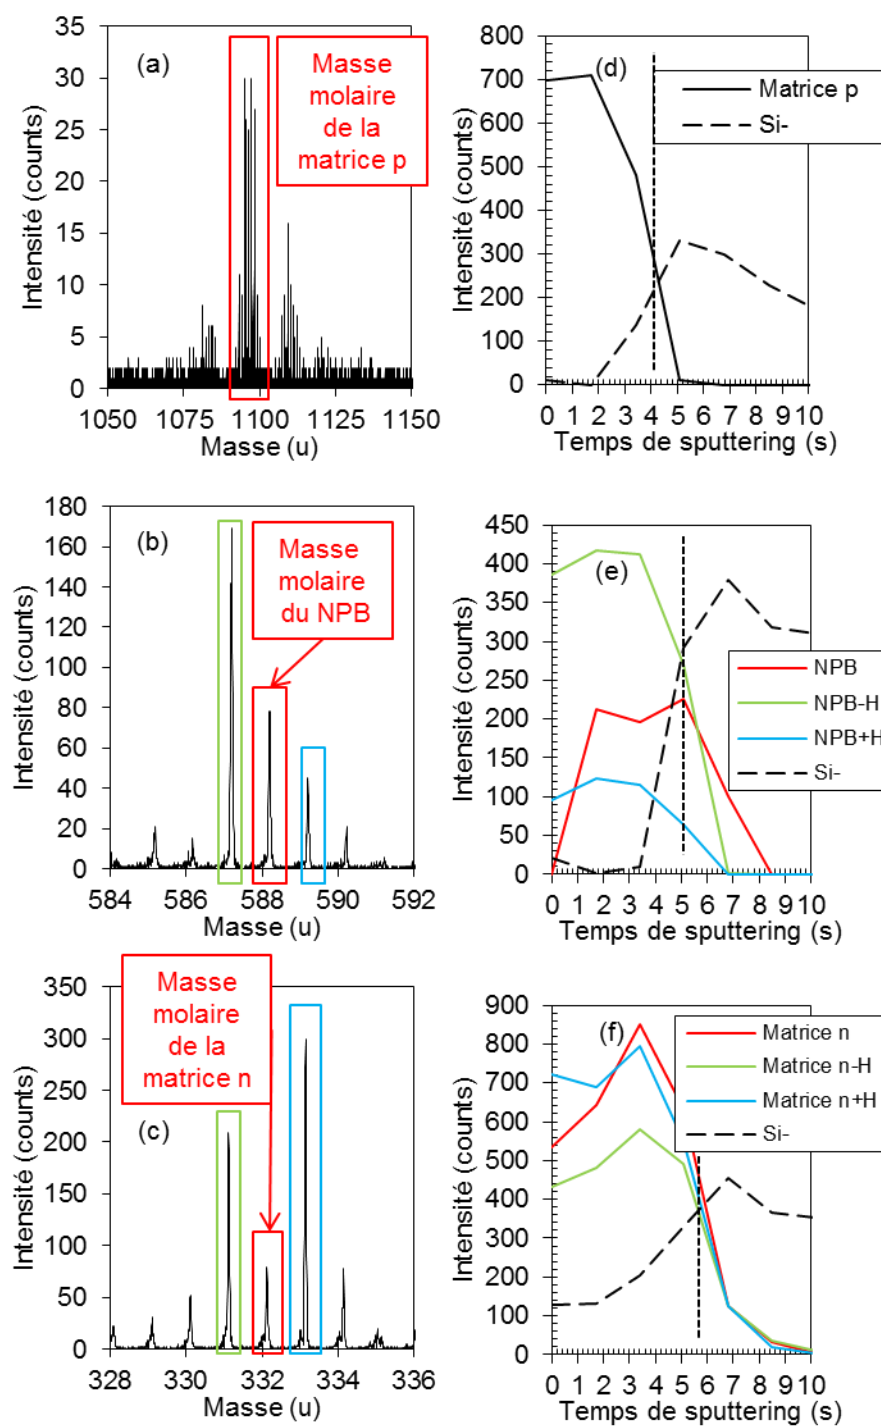 (a)
Masse
molaire
de la
matrice p
Intensité (counts)
35
30
25
20
15
10
5
0
1050 1075 1100 1125 1150
Masse (u)
(d)
Matrice p
Si-
Intensité (counts)
800
700
600
500
400
300
200
100
0
0 1 2 3 4 5 6 7 8 9 10
Temps de sputtering (s)
(b)
Masse
molaire
du NPB
Intensité (counts)
180
160
140
120
100
80
60
40
20
0
584 586 588 590 592
Masse (u)
(e)
NPB
NPB-H
NPB+H
Si-
Intensité (counts)
450
400
350
300
250
200
150
100
50
0
0 1 2 3 4 5 6 7 8 9 10
Temps de sputtering (s)
Masse
molaire
de la
matrice n
(c)
Intensité (counts)
350
300
250
200
150
100
50
0
328 330 332 334 336
Masse (u)
(f)
Matrice n
Matrice n-H
Matrice n+H
Si-
Intensité (counts)
900
800
700
600
500
400
300
200
100
0
0 1 2 3 4 5 6 7 8 9 10
Temps de sputtering (s)